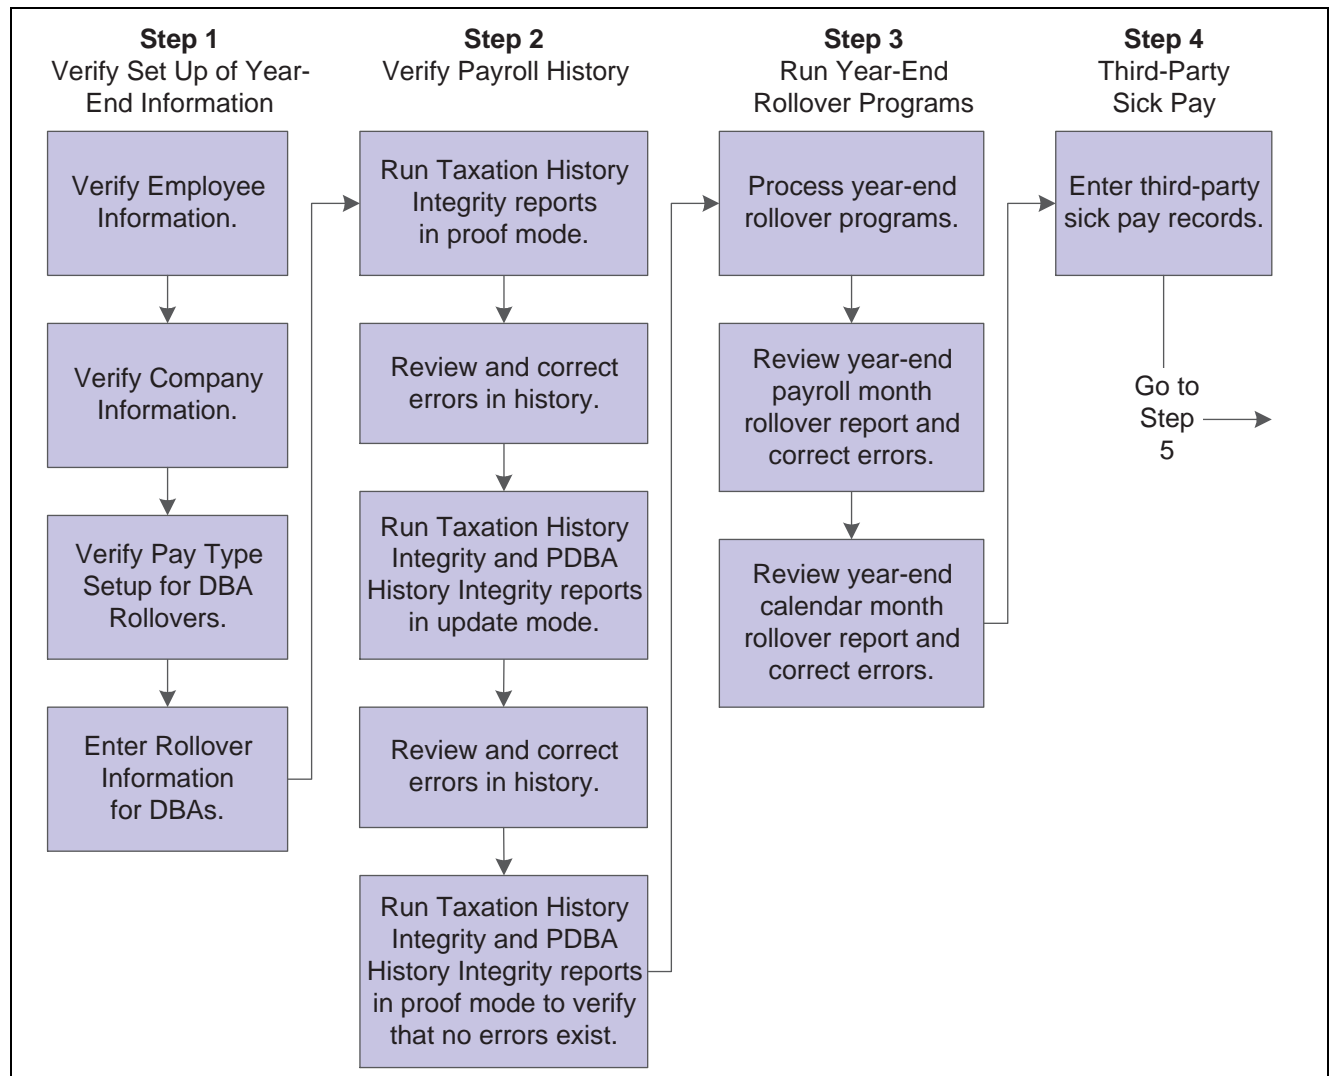 Step 1
Verify Set Up of Year-
End Information
Verify Employee
Information.
Verify Company
Information.
Verify Pay Type
Setup for DBA
Rollovers.
Enter Rollover
Information
for DBAs.
Step 2
Verify Payroll History
Run Taxation History
Integrity reports
in proof mode.
Review and correct
errors in history.
Run Taxation History
Integrity and PDBA
History Integrity reports
in update mode.
Review and correct
errors in history.
Run Taxation History
Integrity and PDBA
History Integrity reports
in proof mode to verify
that no errors exist.
Step 3
Run Year-End
Rollover Programs
Process year-end
rollover programs.
Review year-end
payroll month
rollover report and
correct errors.
Review year-end
calendar month
rollover report and
correct errors.
Step 4
Third-Party
Sick Pay
Enter third-party
sick pay records.
Go to
Step
5